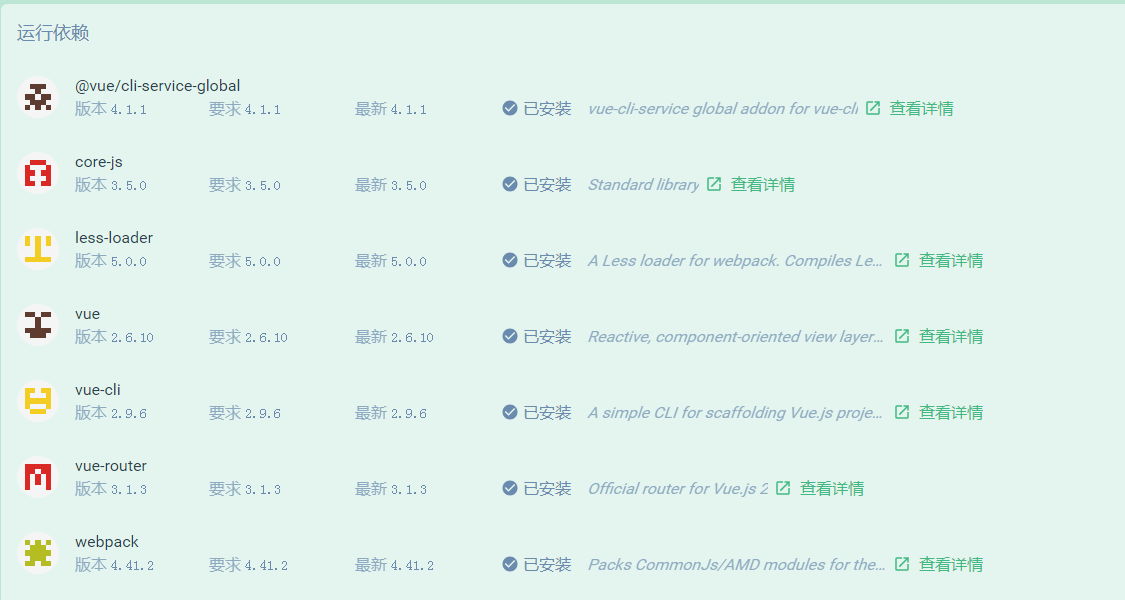 运行依赖
@vue/cli-service-global
版本 4.1.1 要求 4.1.1 最新 4.1.1 已安装 vue-cli-service global addon for vue-cli 查看详情
core-js
版本 3.5.0 要求 3.5.0 最新 3.5.0 已安装 Standard library 查看详情
less-loader
版本 5.0.0 要求 5.0.0 最新 5.0.0 已安装 A Less loader for webpack. Compiles Le... 查看详情
vue
版本 2.6.10 要求 2.6.10 最新 2.6.10 已安装 Reactive, component-oriented view layer... 查看详情
vue-cli
版本 2.9.6 要求 2.9.6 最新 2.9.6 已安装 A simple CLI for scaffolding Vue.js proje... 查看详情
vue-router
版本 3.1.3 要求 3.1.3 最新 3.1.3 已安装 Official router for Vue.js 2 查看详情
webpack
版本 4.41.2 要求 4.41.2 最新 4.41.2 已安装 Packs CommonJs/AMD modules for the... 查看详情